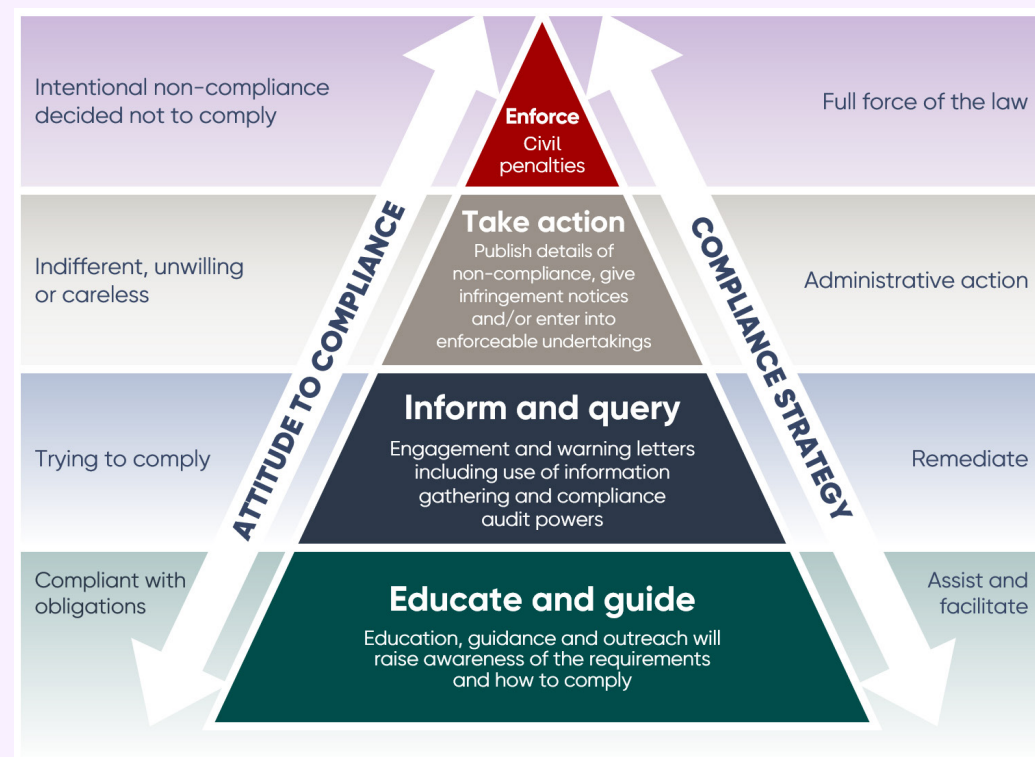 Intentional non-compliance
decided not to comply
Enforce
Civil
penalties
Full force of the law
Indifferent, unwilling
or careless
Take action
Publish details of
non-compliance, give
infringement notices
and/or enter into
enforceable undertakings
Administrative action
ATTITUDE TO COMPLIANCE
COMPLIANCE STRATEGY
Trying to comply
Inform and query
Engagement and warning letters
including use of information
gathering and compliance
audit powers
Remediate
Compliant with
obligations
Educate and guide
Education, guidance and outreach will
raise awareness of the requirements
and how to comply
Assist and
facilitate